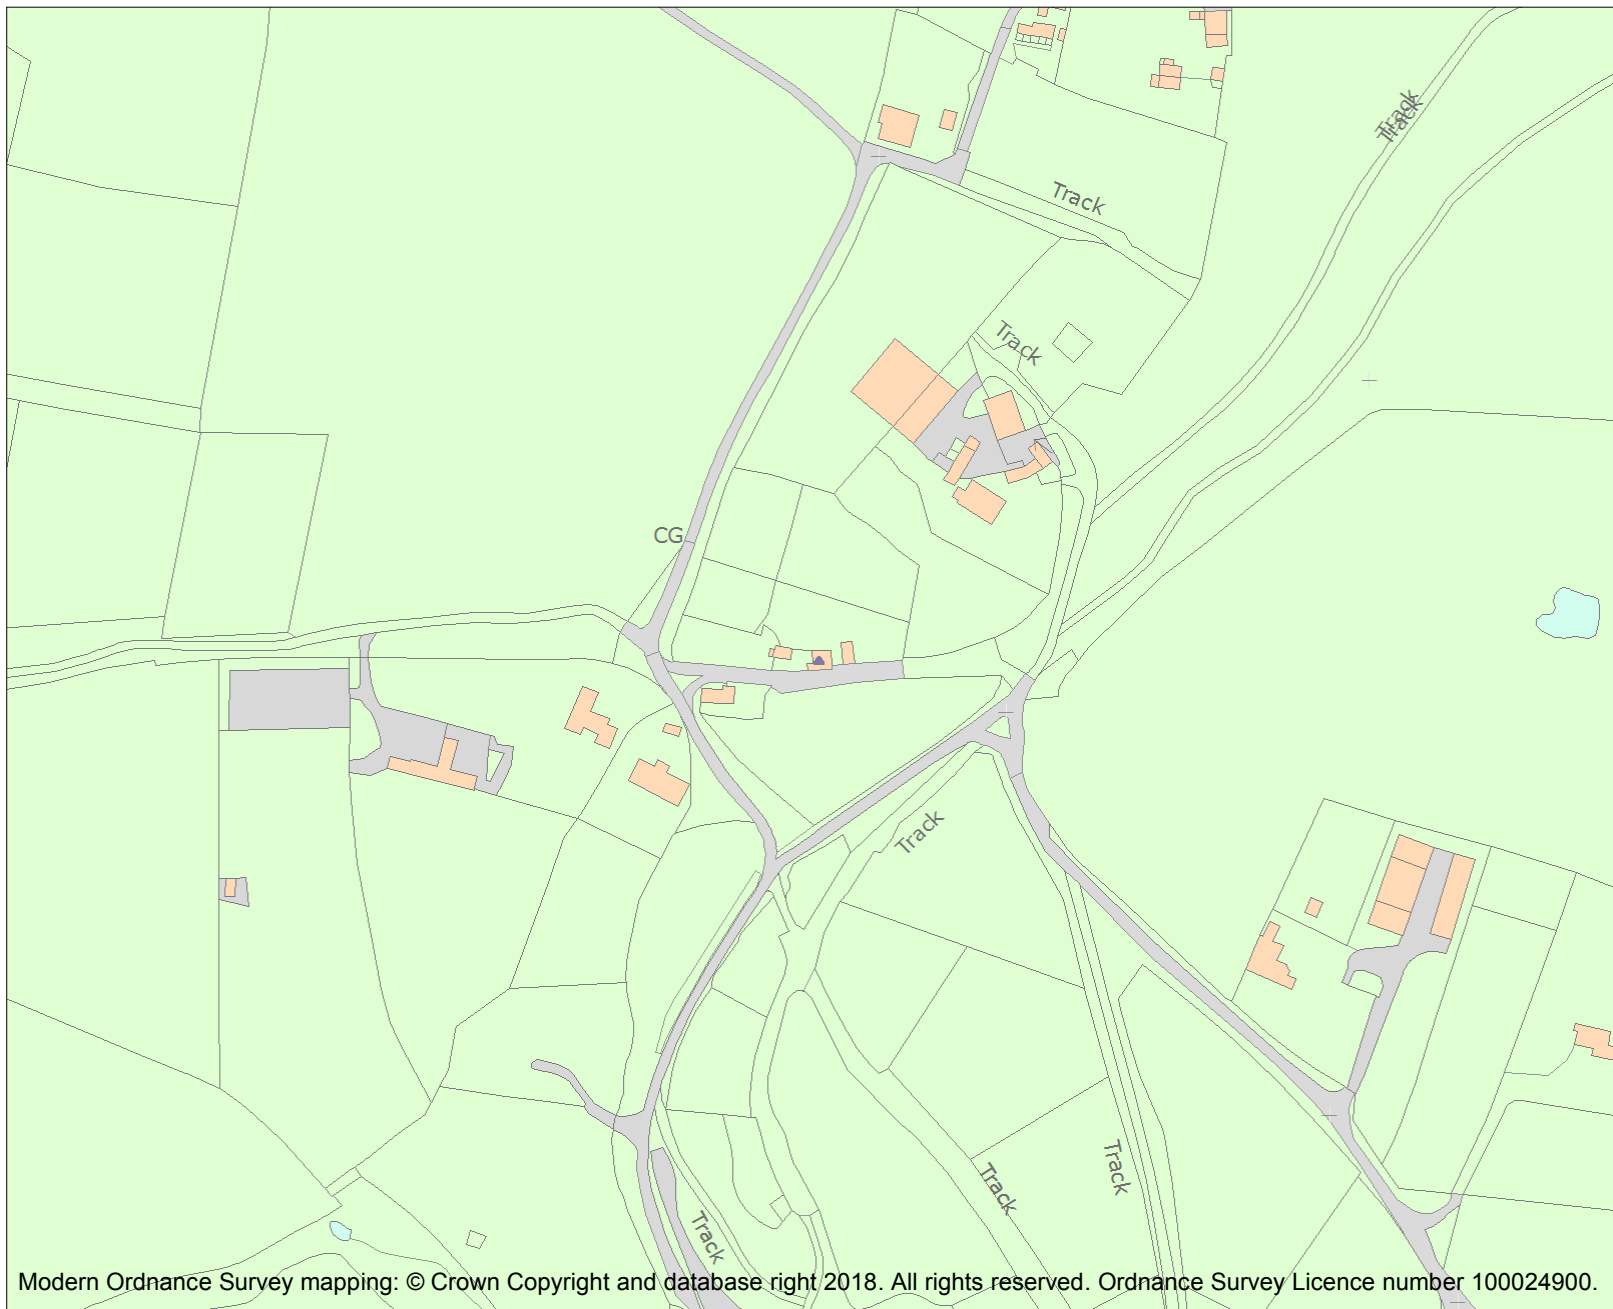 Track
Track
Track
Track
CG
Track
Track
Track
Track
Modern Ordnance Survey mapping: © Crown Copyright and database right 2018. All rights reserved. Ordnance Survey Licence number 100024900.